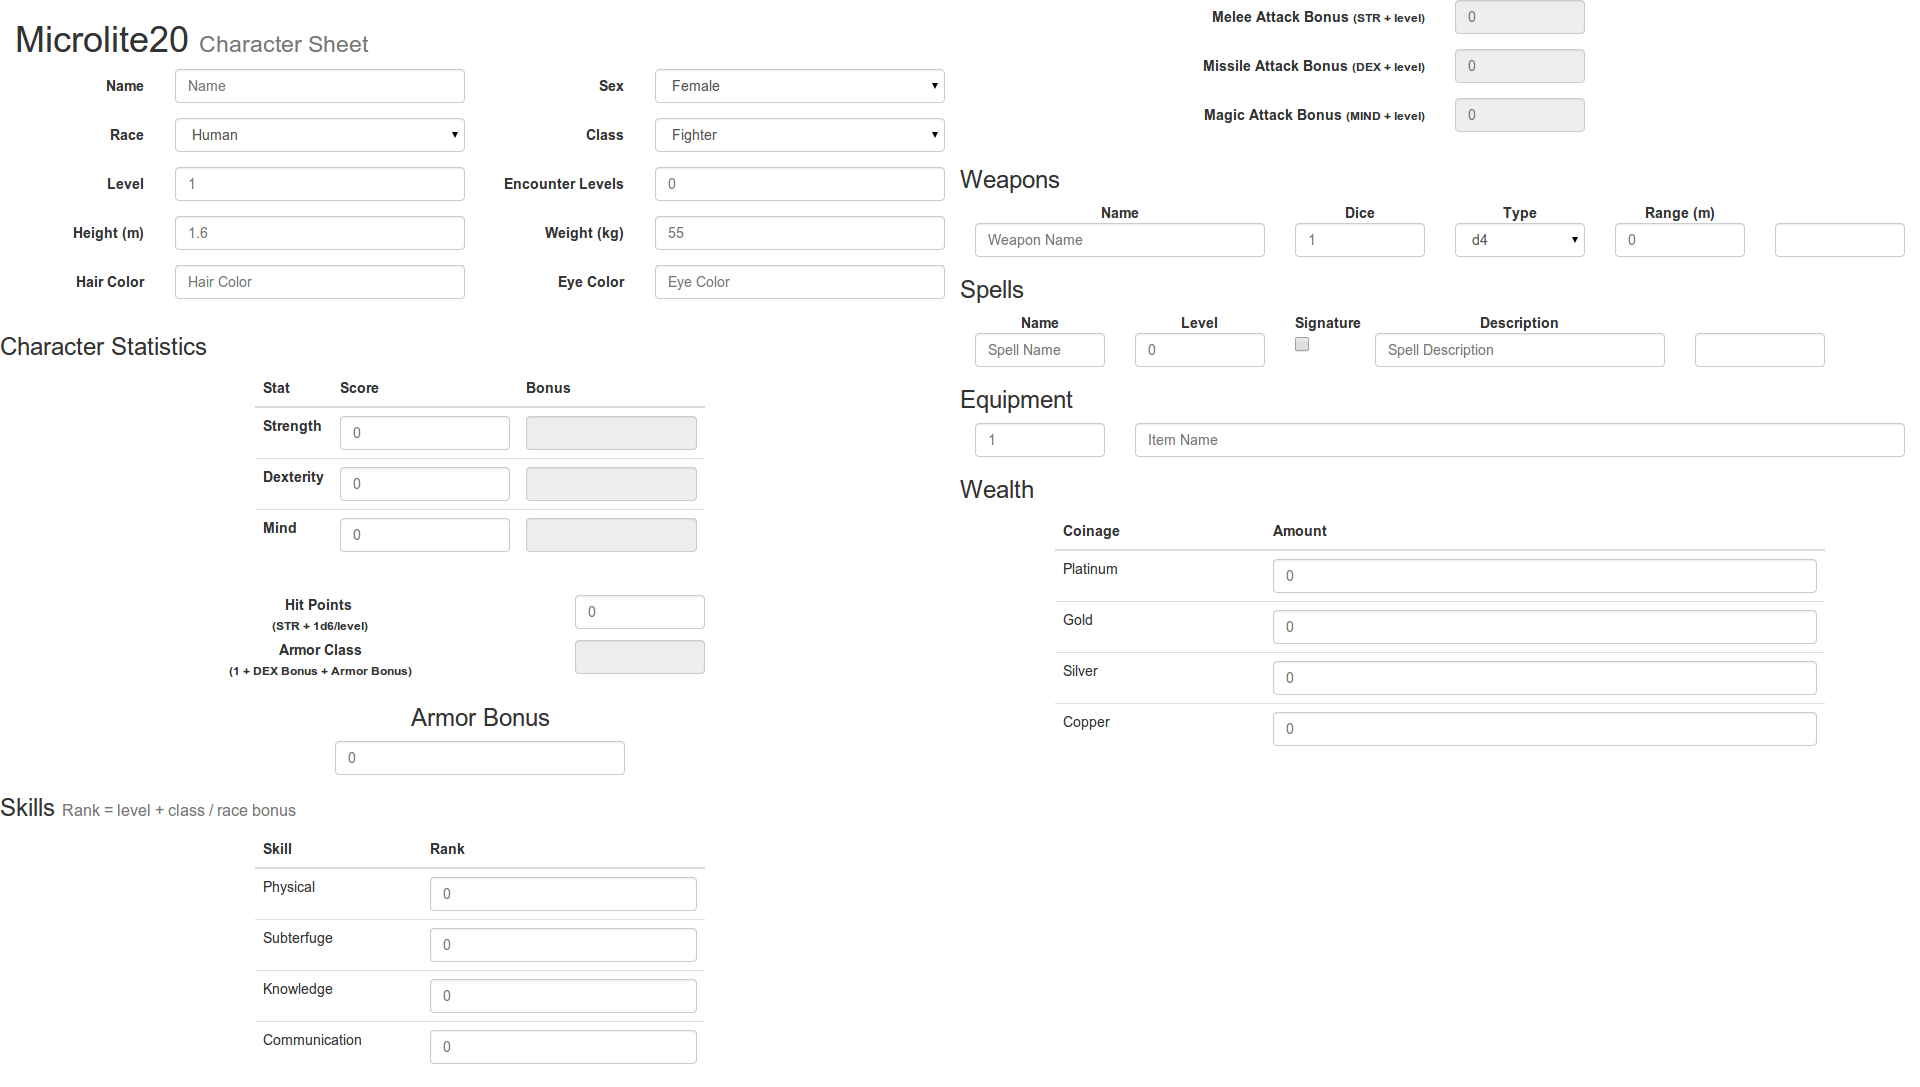 Microlite20 Character Sheet
Name Name Sex Female
Race Human Class Fighter
Level 1 Encounter Levels 0
Height (m) 1.6 Weight (kg) 55
Hair Color Hair Color Eye Color Eye Color
Character Statistics
Stat Score Bonus
Strength 0
Dexterity 0
Mind 0
Hit Points 0
(STR + 1d6/level)
Armor Class
(1 + DEX Bonus + Armor Bonus)
Armor Bonus
0
Skills Rank = level + class / race bonus
Skill Rank
Physical 0
Subterfuge 0
Knowledge 0
Communication 0
Melee Attack Bonus (STR + level) 0
Missile Attack Bonus (DEX + level) 0
Magic Attack Bonus (MIND + level) 0
Weapons
Name Dice Type Range (m)
Weapon Name 1 d4 0
Spells
Name Level Signature Description
Spell Name 0 Spell Description
Equipment
1 Item Name
Wealth
Coinage Amount
Platinum 0
Gold 0
Silver 0
Copper 0